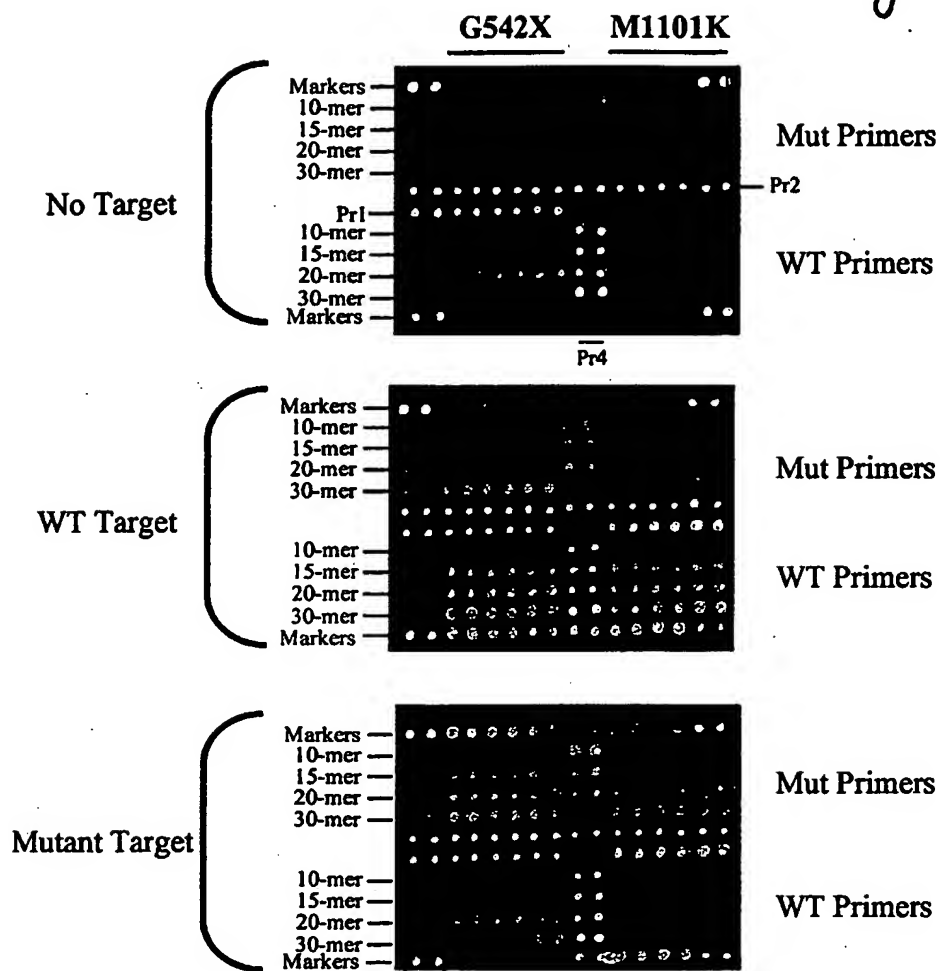 G542X M1101K
No Target
Markers
10-mer
15-mer
20-mer
30-mer
Mut Primers
Pr2
Pr1
10-mer
15-mer
20-mer
30-mer
Markers
WT Primers
Pr4
WT Target
Markers
10-mer
15-mer
20-mer
30-mer
Mut Primers
10-mer
15-mer
20-mer
30-mer
Markers
WT Primers
Mutant Target
Markers
10-mer
15-mer
20-mer
30-mer
Mut Primers
10-mer
15-mer
20-mer
30-mer
Markers
WT Primers